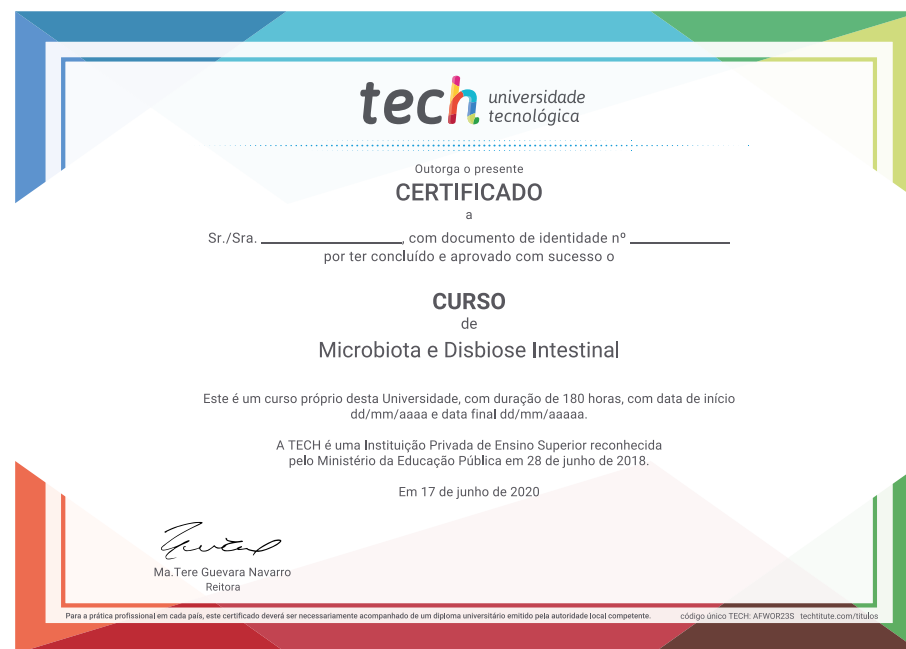 tech universidade
tecnológica
Outorga o presente
CERTIFICADO
a
Sr./Sra. ____________________, com documento de identidade nº ______________
por ter concluído e aprovado com sucesso o
CURSO
de
Microbiota e Disbiose Intestinal
Este é um curso próprio desta Universidade, com duração de 180 horas, com data de início
dd/mm/aaaa e data final dd/mm/aaaaa.
A TECH é uma Instituição Privada de Ensino Superior reconhecida
pelo Ministério da Educação Pública em 28 de junho de 2018.
Em 17 de junho de 2020
Ma.Tere Guevara Navarro
Reitora
Para a prática profissional em cada país, este certificado deverá ser necessariamente acompanhado de um diploma universitário emitido pela autoridade local competente. código único TECH: AFWOR23S techtitute.com/titulos